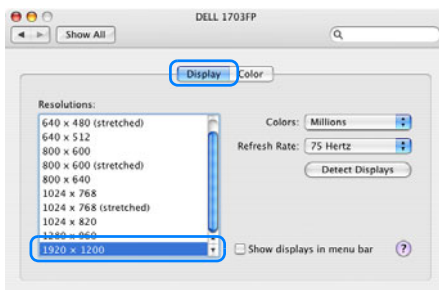 DELL 1703FP
Show All
Display Color
Resolutions:
640 x 480 (stretched)
640 x 512
800 x 600
800 x 600 (stretched)
800 x 640
1024 x 768
1024 x 768 (stretched)
1024 x 820
1280 x 960
1920 x 1200
Colors: Millions
Refresh Rate: 75 Hertz
Detect Displays
Show displays in menu bar ?